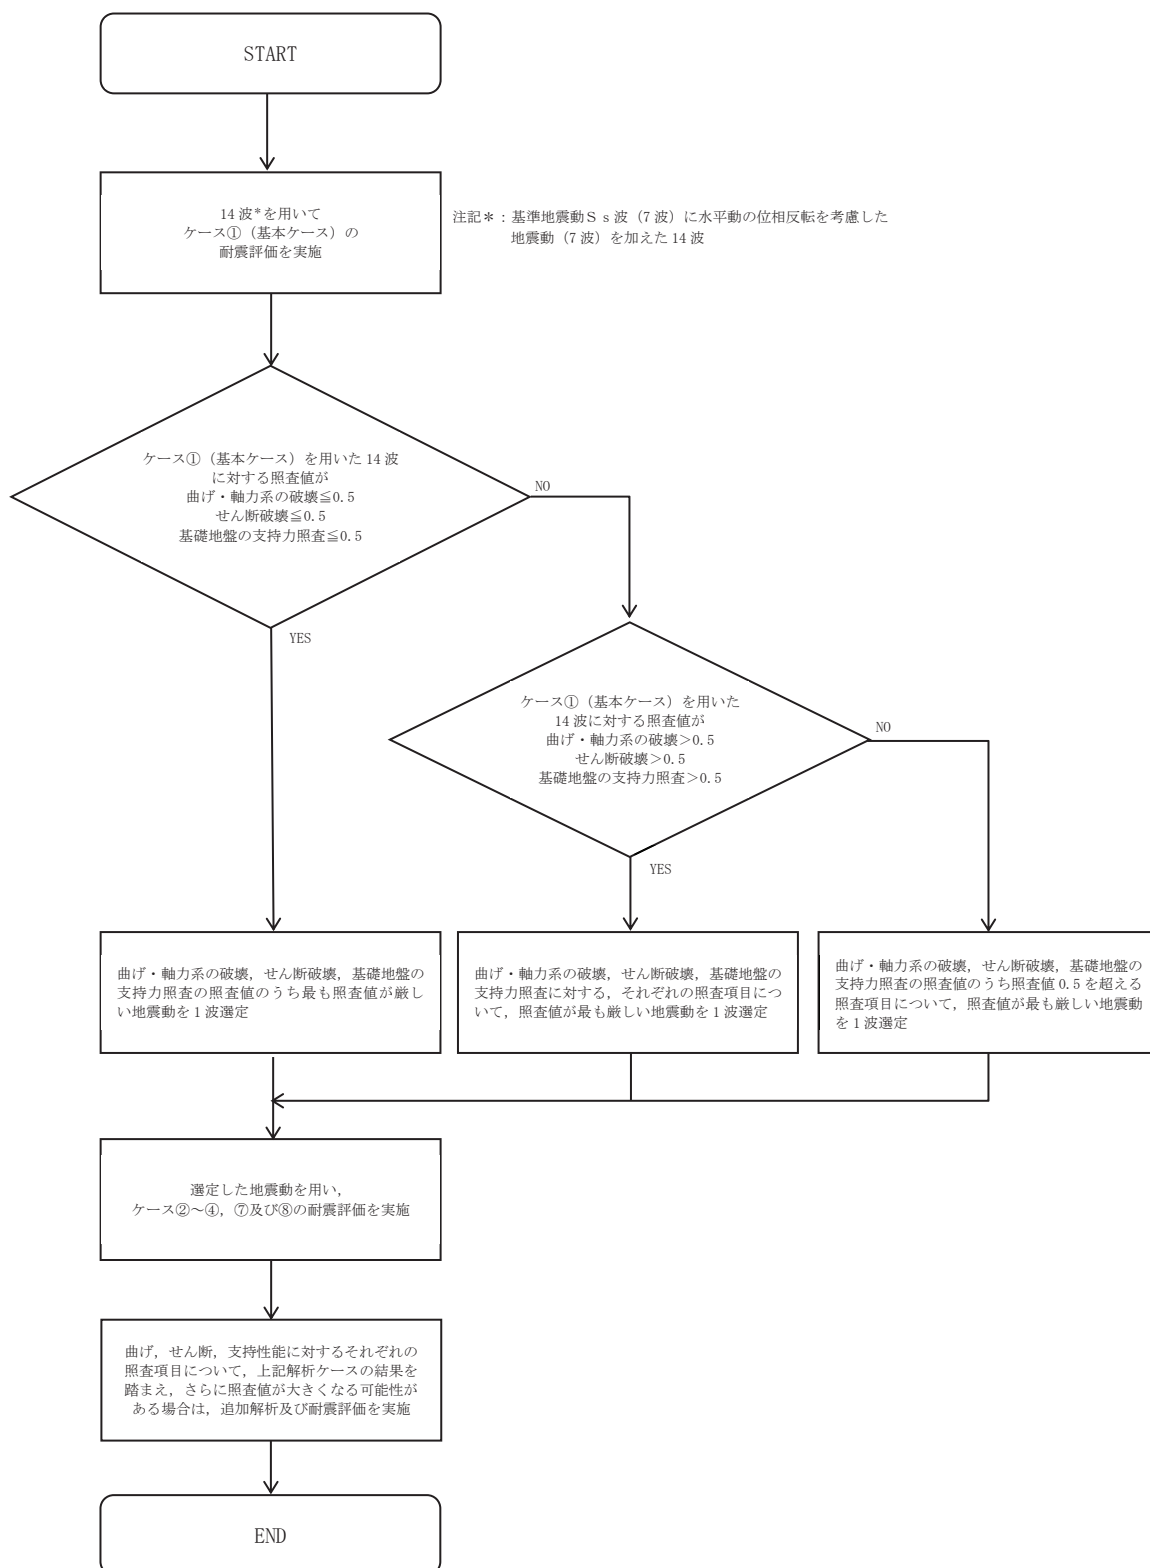 START
14 波*を用いて
ケース①（基本ケース）の
耐震評価を実施
注記＊：基準地震動Ｓｓ波（7 波）に水平動の位相反転を考慮した
地震動（7 波）を加えた 14 波
ケース①（基本ケース）を用いた 14 波
に対する照査値が
曲げ・軸力系の破壊≦0.5
せん断破壊≦0.5
基礎地盤の支持力照査≦0.5
NO
YES
ケース①（基本ケース）を用いた
14 波に対する照査値が
曲げ・軸力系の破壊＞0.5
せん断破壊＞0.5
基礎地盤の支持力照査＞0.5
NO
YES
曲げ・軸力系の破壊，せん断破壊，基礎地盤の
支持力照査の照査値のうち最も照査値が厳し
い地震動を 1 波選定
曲げ・軸力系の破壊，せん断破壊，基礎地盤の
支持力照査に対する，それぞれの照査項目につ
いて，照査値が最も厳しい地震動を 1 波選定
曲げ・軸力系の破壊，せん断破壊，基礎地盤の
支持力照査の照査値のうち照査値 0.5 を超える
照査項目について，照査値が最も厳しい地震動
を 1 波選定
選定した地震動を用い，
ケース②～④，⑦及び⑧の耐震評価を実施
曲げ，せん断，支持性能に対するそれぞれの
照査項目について，上記解析ケースの結果を
踏まえ，さらに照査値が大きくなる可能性が
ある場合は，追加解析及び耐震評価を実施
END